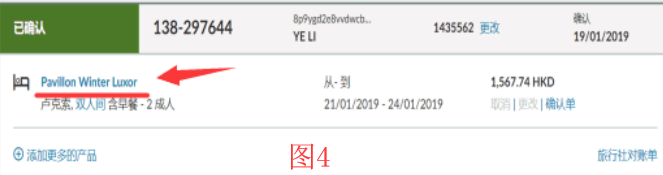 已确认
138-297644
8p9ygd2e8vvdwcb...
YE LI
1435562 更改
确认
19/01/2019
Pavillon Winter Luxor
卢克索, 双人间 含早餐 - 2 成人
从 - 到
21/01/2019 - 24/01/2019
1,567.74 HKD
取消 | 更改 | 确认单
添加更多的产品
图4
旅行社对账单